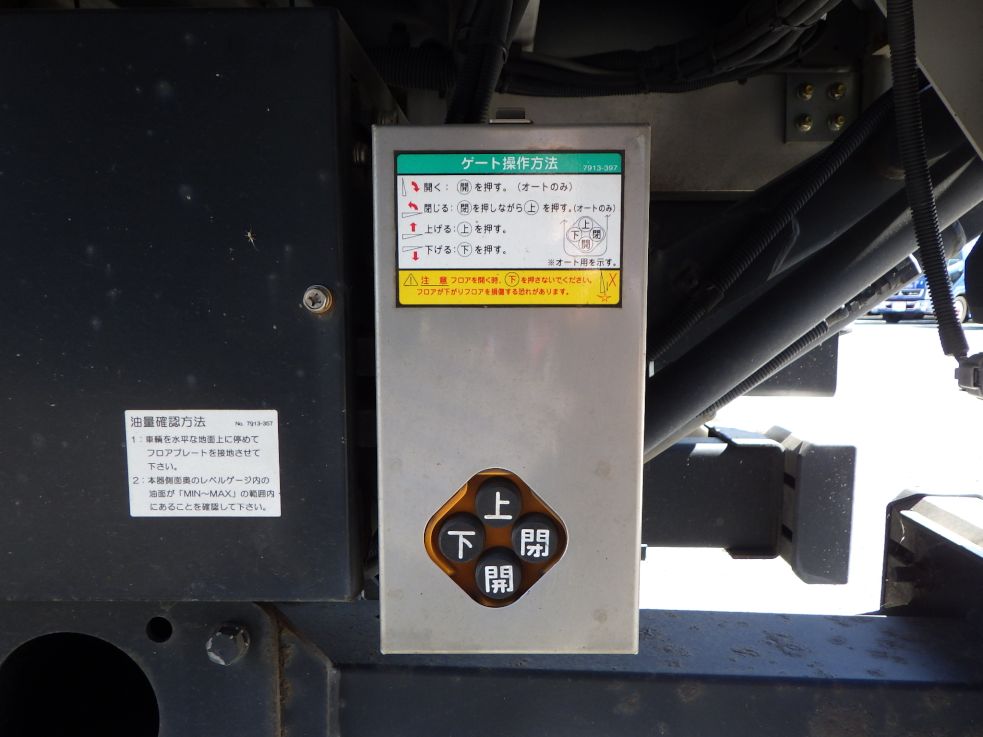 ゲート操作方法 7913-397
開く：開を押す。（オートのみ）
閉じる：閉を押しながら上を押す。（オートのみ）
上げる：上を押す。
下げる：下を押す。
上
下 閉
開
※オート用を示す。
注 意 フロアを開く時、下を押さないでください。
フロアが下がりフロアを損傷する恐れがあります。
油量確認方法 No. 7913-357
1：車輛を水平な地面上に停めて
フロアプレートを接地させて
下さい。
2：本器側面奥のレベルゲージ内の
油面が「MIN～MAX」の範囲内
にあることを確認して下さい。
上
下 閉
開